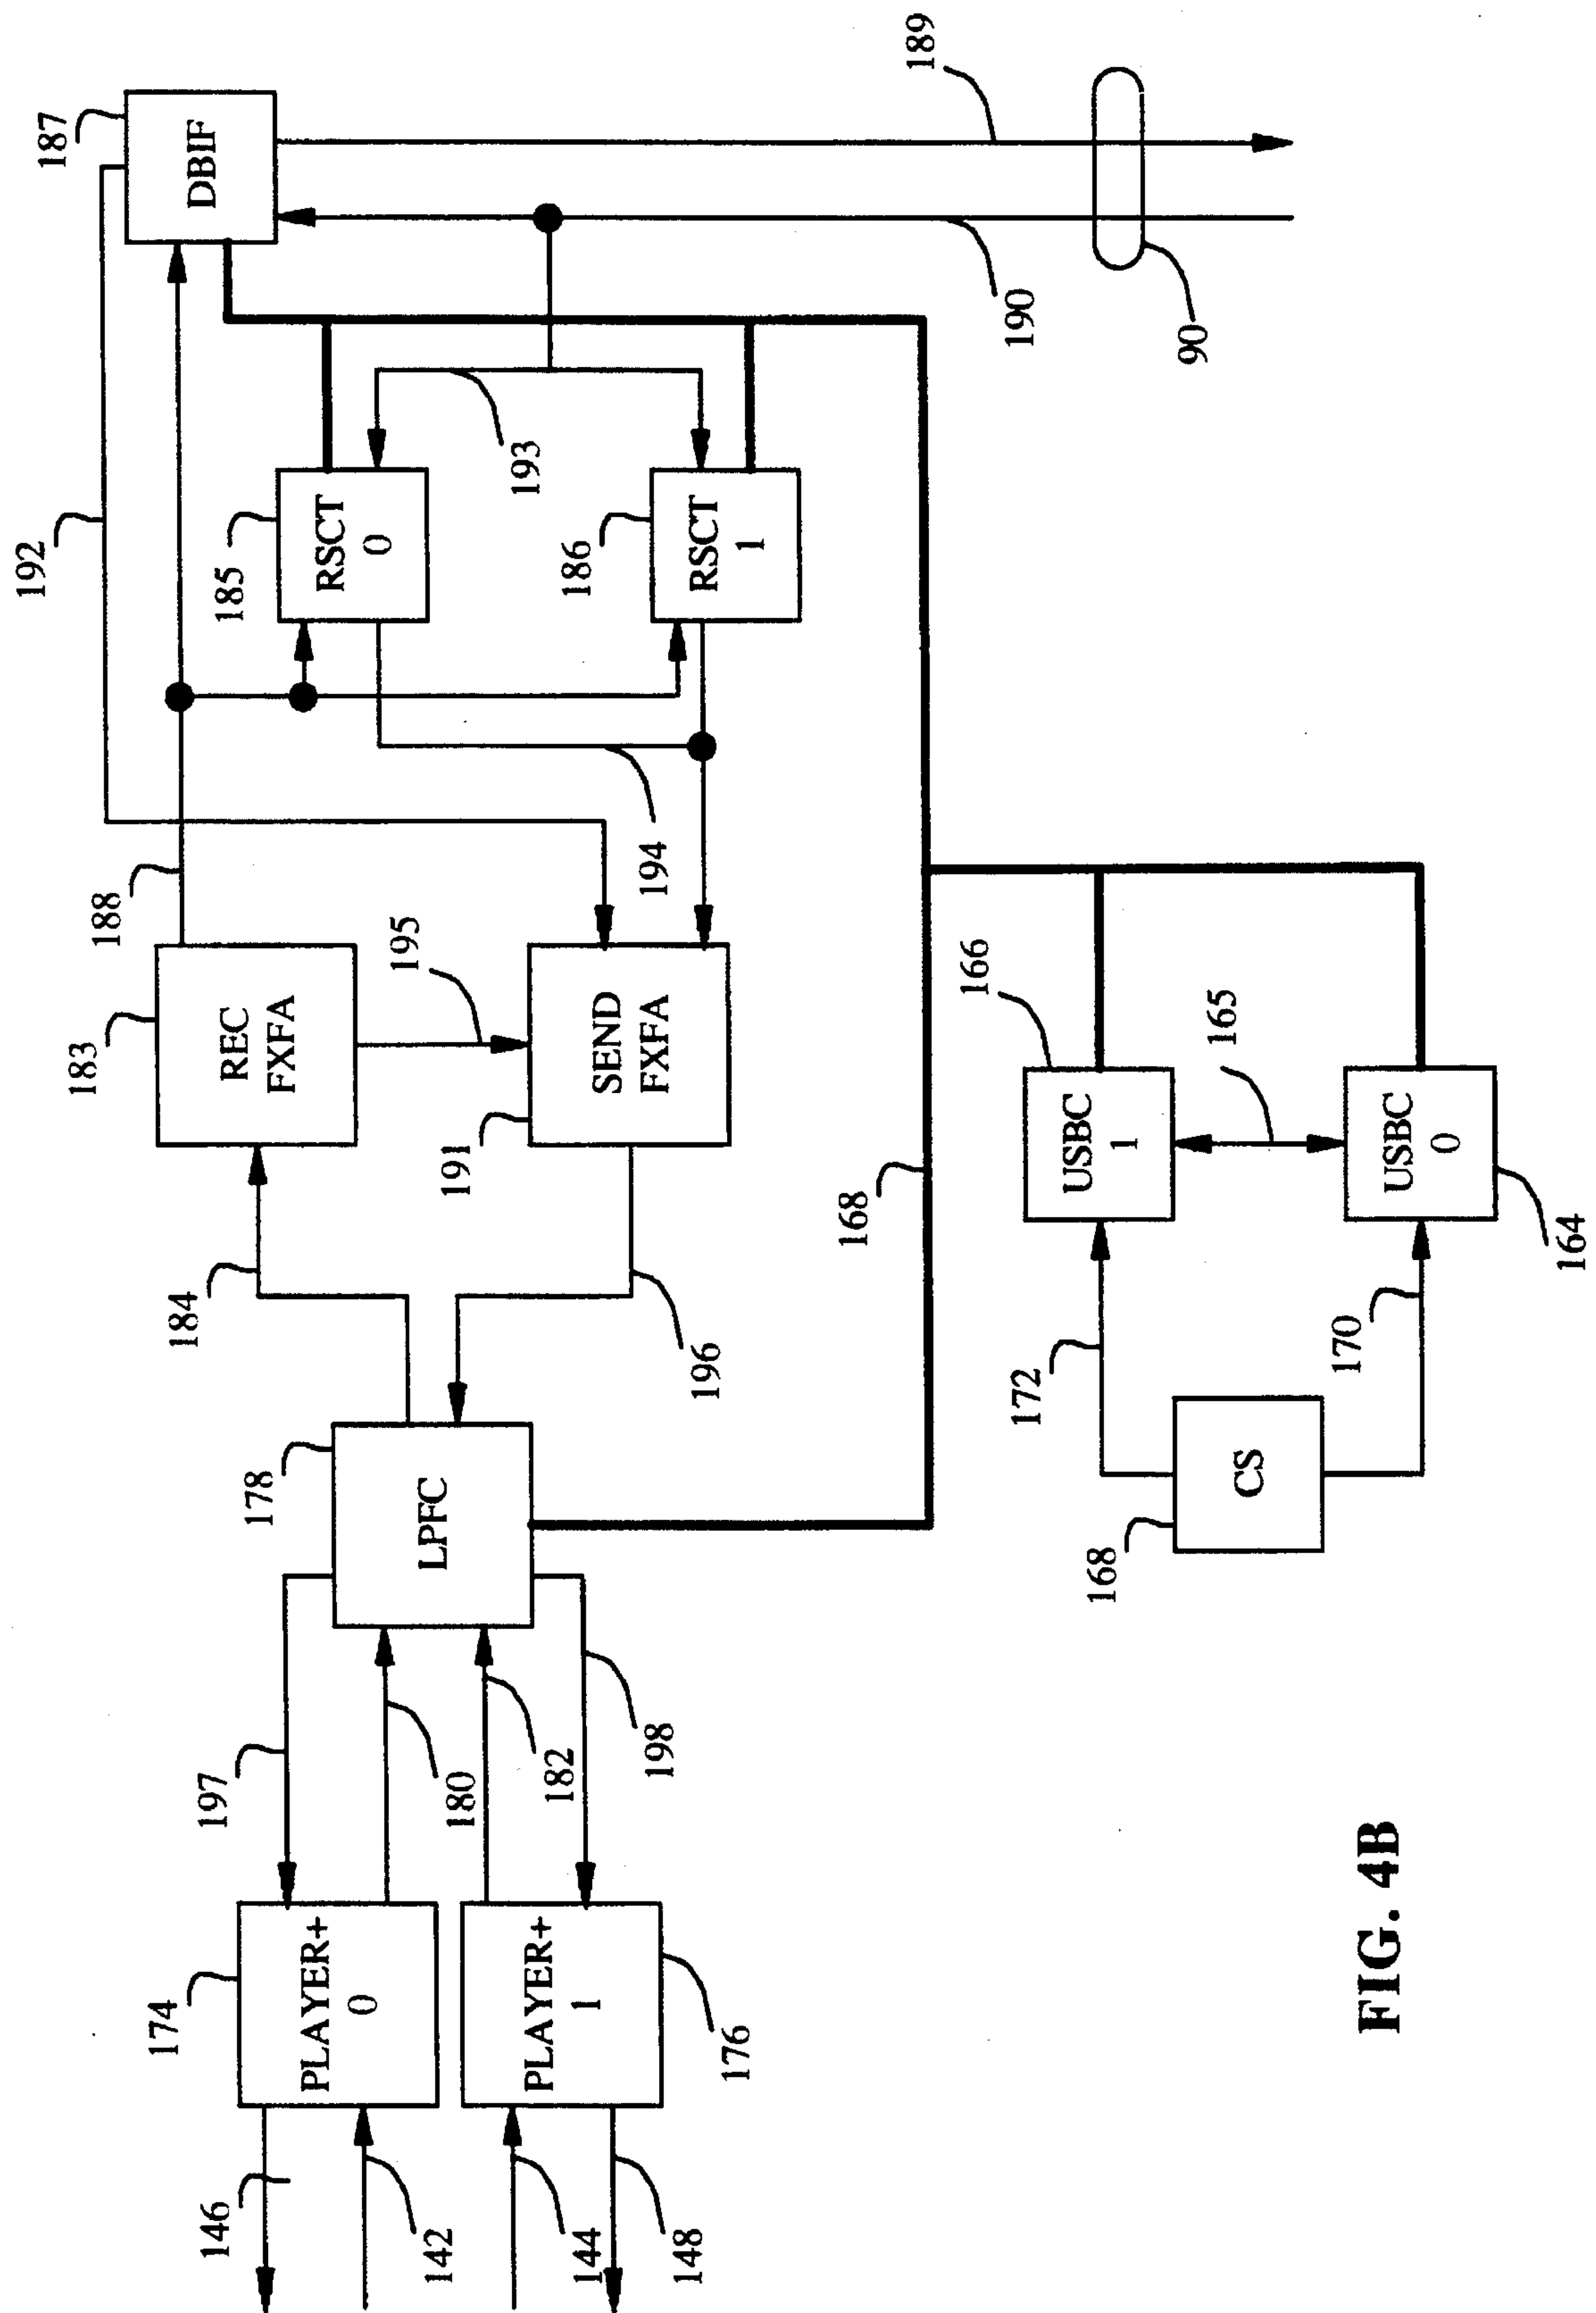 187
DBIF
189
192
190
90
193
185
RSCT
0
186
RSCT
1
188
194
195
183
REC
FXFA
191
SEND
FXFA
184
196
168
166
USBC
1
165
USBC
0
164
172
170
168
CS
178
LPFC
197
180
182
198
174
PLAYER+
0
PLAYER+
1
176
146
142
144
148
FIG. 4B